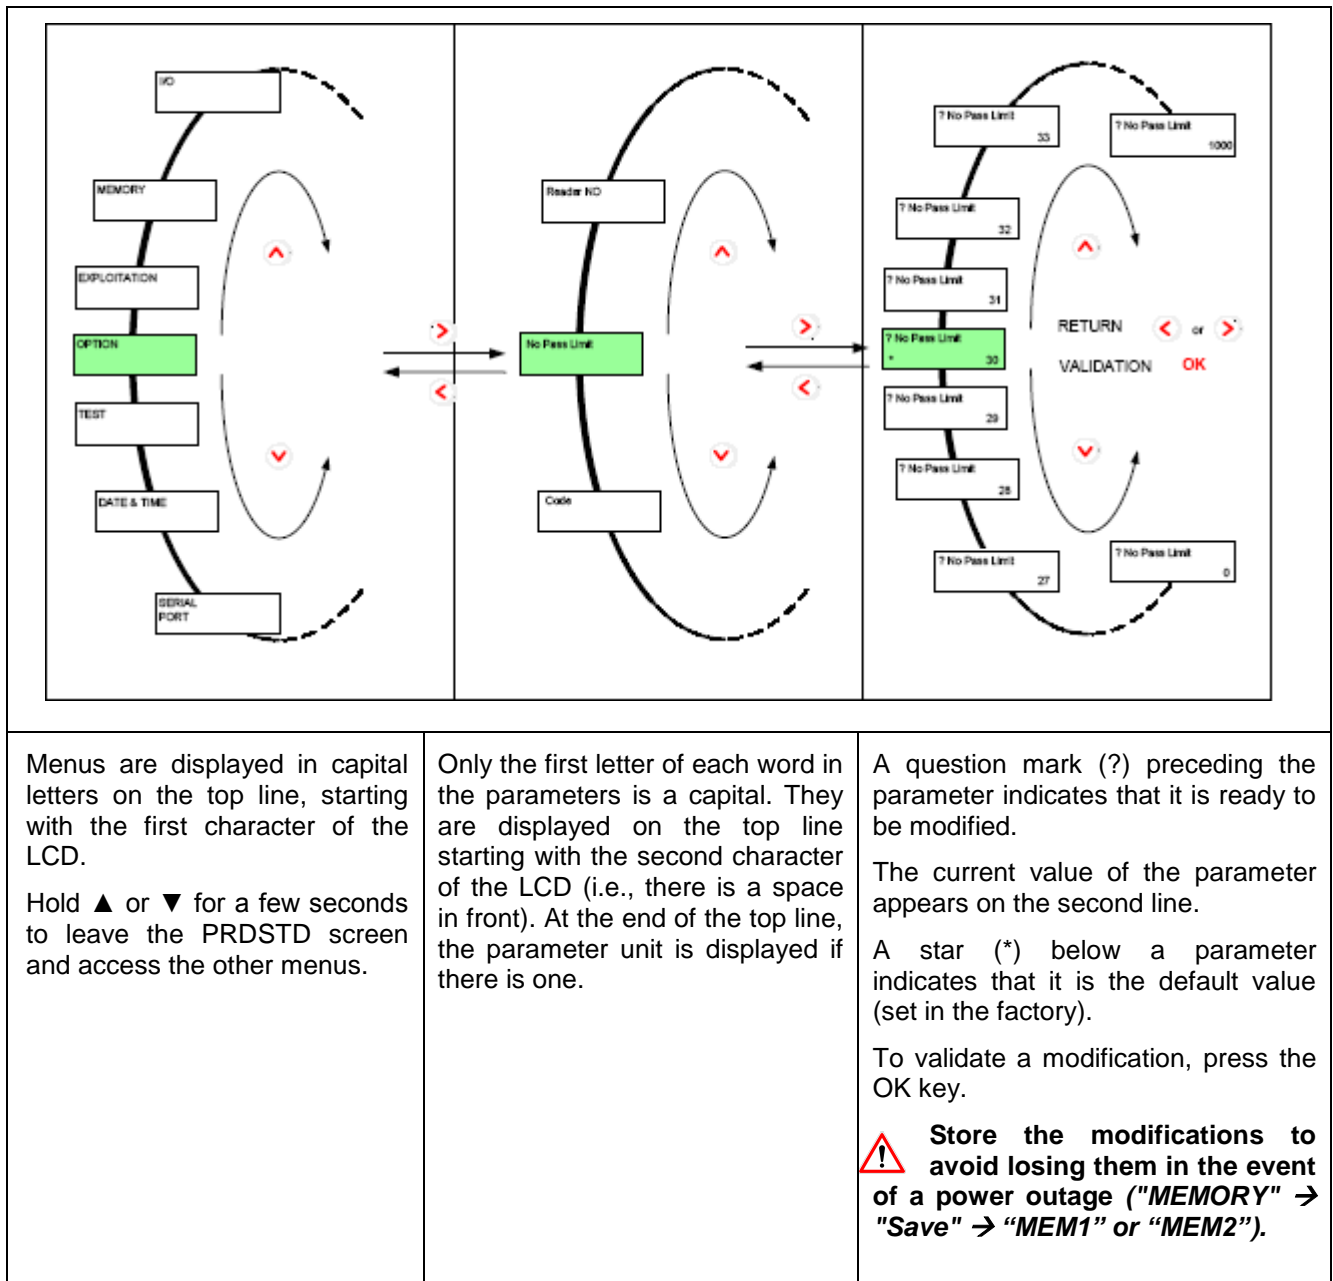 I/O
MEMORY
EXPLOITATION
OPTION
TEST
DATE & TIME
SERIAL
PORT
Reader NO
No Pass Limit
Code
? No Pass Limit
33
? No Pass Limit
1000
? No Pass Limit
32
? No Pass Limit
31
? No Pass Limit
* 30
? No Pass Limit
29
? No Pass Limit
28
? No Pass Limit
27
? No Pass Limit
0
RETURN < or >
VALIDATION OK
Menus are displayed in capital
letters on the top line, starting
with the first character of the
LCD.
Hold ▲ or ▼ for a few seconds
to leave the PRDSTD screen
and access the other menus.
Only the first letter of each word in
the parameters is a capital. They
are displayed on the top line
starting with the second character
of the LCD (i.e., there is a space
in front). At the end of the top line,
the parameter unit is displayed if
there is one.
A question mark (?) preceding the
parameter indicates that it is ready to
be modified.
The current value of the parameter
appears on the second line.
A star (*) below a parameter
indicates that it is the default value
(set in the factory).
To validate a modification, press the
OK key.
Store the modifications to
avoid losing them in the event
of a power outage ("MEMORY" →
"Save" → “MEM1” or “MEM2”).